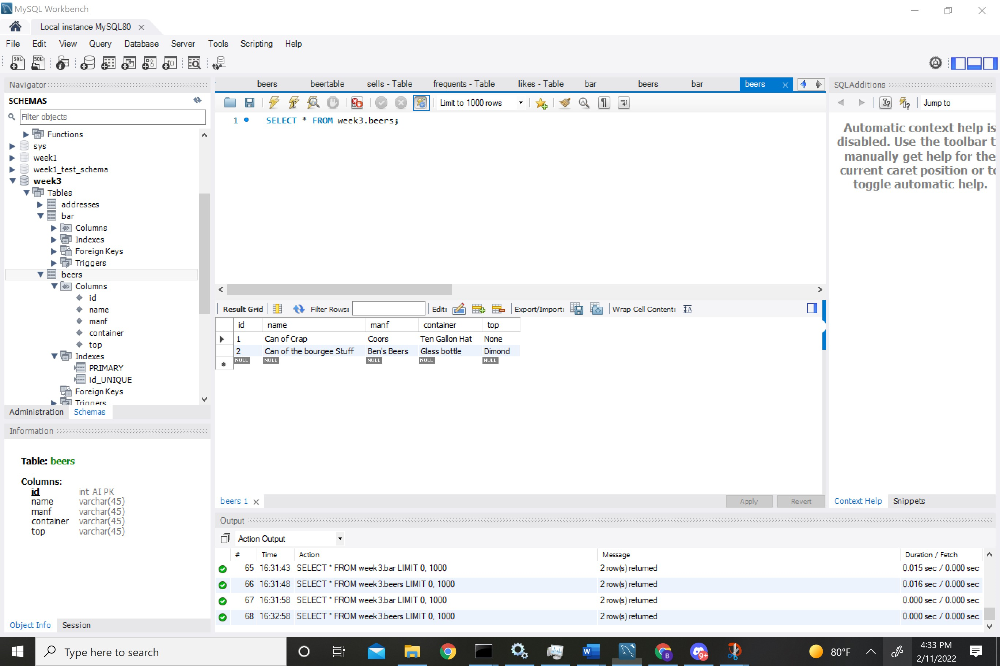 MySQL Workbench
Local instance MySQL80
File Edit View Query Database Server Tools Scripting Help
Navigator
SCHEMAS
Filter objects
Functions
sys
week1
week1_test_schema
week3
Tables
addresses
bar
Columns
Indexes
Foreign Keys
Triggers
beers
Columns
id
name
manf
container
top
Indexes
PRIMARY
id_UNIQUE
Foreign Keys
Triggers
Administration Schemas
Information
Table: beers
Columns:
id int AI PK
name varchar(45)
manf varchar(45)
container varchar(45)
top varchar(45)
Object Info Session
beers beertable sells - Table frequents - Table likes - Table bar beers bar beers
Limit to 1000 rows
1 SELECT * FROM week3.beers;
Result Grid Filter Rows: Edit: Export/Import: Wrap Cell Content:
id name manf container top
1 Can of Crap Coors Ten Gallon Hat None
2 Can of the bourgee Stuff Ben's Beers Glass bottle Dimond
NULL NULL NULL NULL NULL
beers 1 Apply Revert
SQLAdditions
Jump to
Automatic context help is
disabled. Use the toolbar t
manually get help for the
current caret position or to
toggle automatic help.
Context Help Snippets
Output
Action Output
# Time Action Message Duration / Fetch
65 16:31:43 SELECT * FROM week3.bar LIMIT 0, 1000 2 row(s) returned 0.015 sec / 0.000 sec
66 16:31:48 SELECT * FROM week3.beers LIMIT 0, 1000 2 row(s) returned 0.016 sec / 0.000 sec
67 16:31:58 SELECT * FROM week3.bar LIMIT 0, 1000 2 row(s) returned 0.000 sec / 0.000 sec
68 16:32:58 SELECT * FROM week3.beers LIMIT 0, 1000 2 row(s) returned 0.000 sec / 0.000 sec
Type here to search
80°F
4:33 PM
2/11/2022